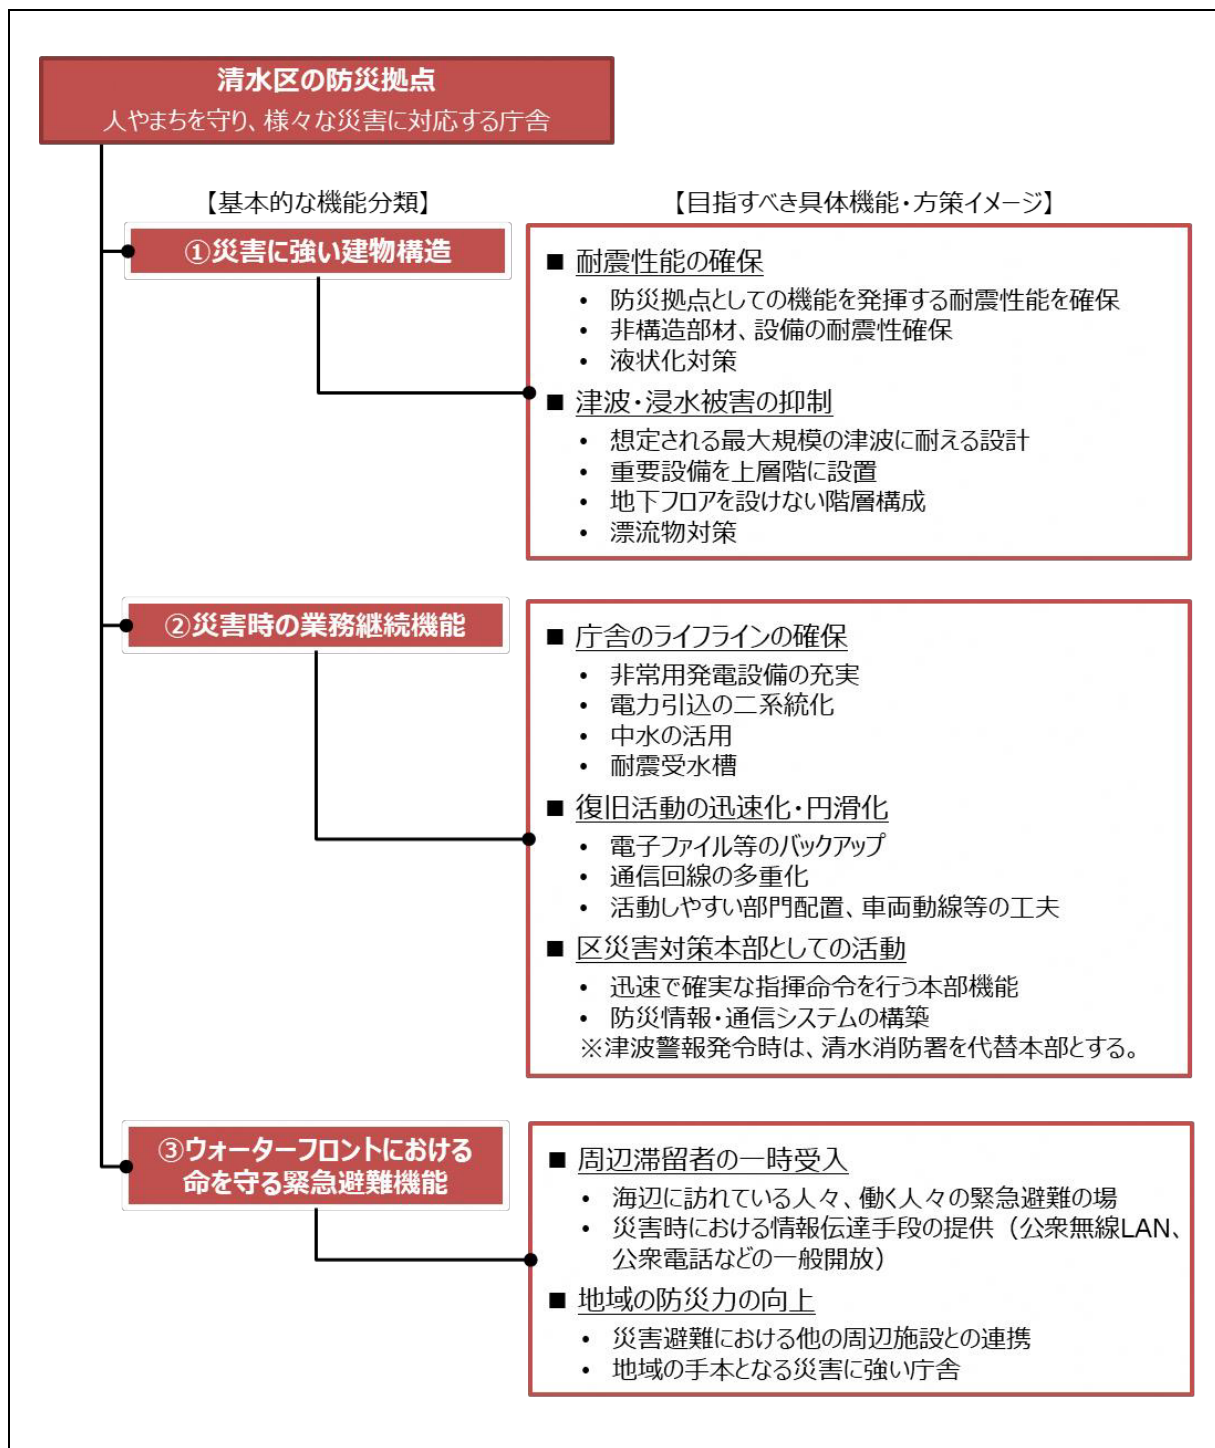 清水区の防災拠点
人やまちを守り、様々な災害に対応する庁舎
【基本的な機能分類】
【目指すべき具体機能・方策イメージ】
①災害に強い建物構造
■ 耐震性能の確保
• 防災拠点としての機能を発揮する耐震性能を確保
• 非構造部材、設備の耐震性確保
• 液状化対策
■ 津波・浸水被害の抑制
• 想定される最大規模の津波に耐える設計
• 重要設備を上層階に設置
• 地下フロアを設けない階層構成
• 漂流物対策
②災害時の業務継続機能
■ 庁舎のライフラインの確保
• 非常用発電設備の充実
• 電力引込の二系統化
• 中水の活用
• 耐震受水槽
■ 復旧活動の迅速化・円滑化
• 電子ファイル等のバックアップ
• 通信回線の多重化
• 活動しやすい部門配置、車両動線等の工夫
■ 区災害対策本部としての活動
• 迅速で確実な指揮命令を行う本部機能
• 防災情報・通信システムの構築
※津波警報発令時は、清水消防署を代替本部とする。
③ウォーターフロントにおける
命を守る緊急避難機能
■ 周辺滞留者の一時受入
• 海辺に訪れている人々、働く人々の緊急避難の場
• 災害時における情報伝達手段の提供（公衆無線LAN、
公衆電話などの一般開放）
■ 地域の防災力の向上
• 災害避難における他の周辺施設との連携
• 地域の手本となる災害に強い庁舎